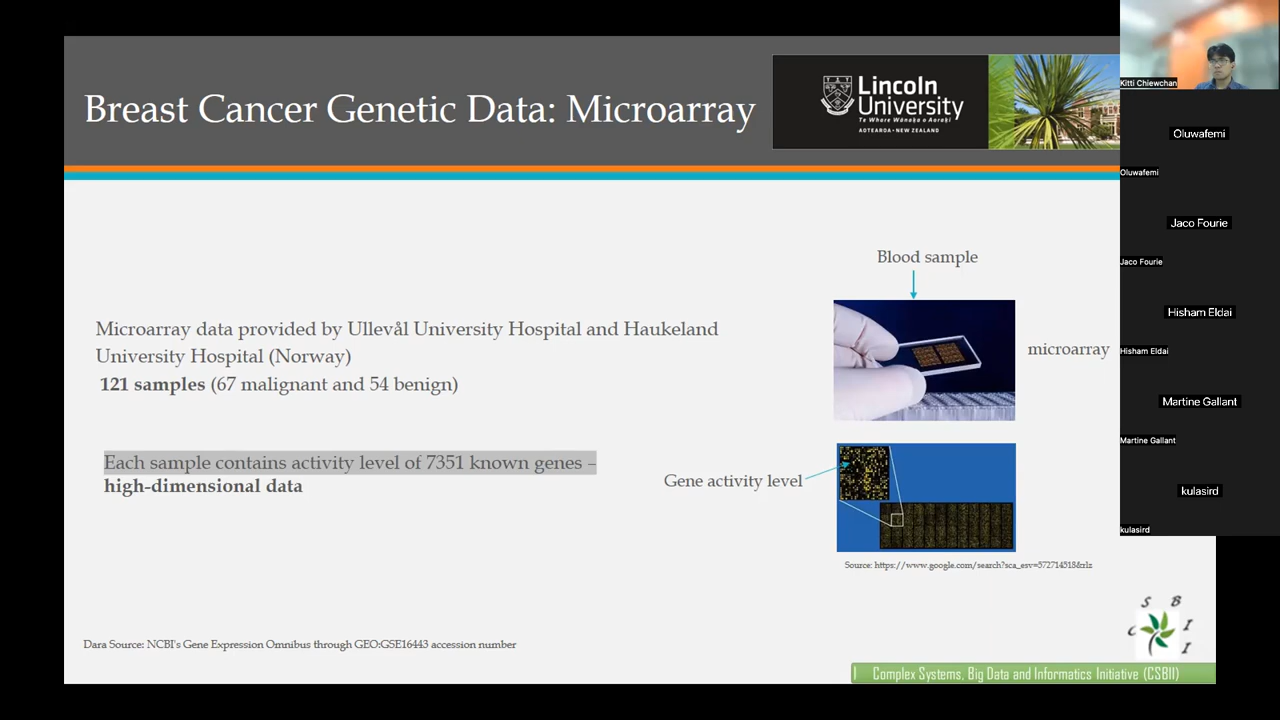 Breast Cancer Genetic Data: Microarray
Lincoln
University
Te Whare Wānaka o Aoraki
AOTEAROA • NEW ZEALAND
Blood sample
Microarray data provided by Ullevål University Hospital and Haukeland
University Hospital (Norway)
121 samples (67 malignant and 54 benign)
microarray
Each sample contains activity level of 7351 known genes –
high-dimensional data
Gene activity level
Source: https://www.google.com/search?sca_esv=572714518&rlz
Dara Source: NCBI's Gene Expression Omnibus through GEO:GSE16443 accession number
C S B I I
Complex Systems, Big Data and Informatics Initiative (CSBII)
Kitti Chiewchan
Oluwafemi
Oluwafemi
Jaco Fourie
Jaco Fourie
Hisham Eldai
Hisham Eldai
Martine Gallant
Martine Gallant
kulasird
kulasird